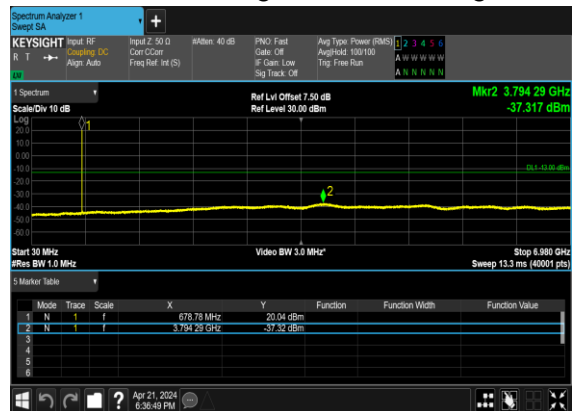 Spectrum Analyzer 1
Swept SA
+
KEYSIGHT Input: RF Input Z: 50 Ω #Atten: 40 dB PNO: Fast Avg Type: Power (RMS) 1 2 3 4 5 6
R T Coupling: DC Corr CCorr Gate: Off Avg|Hold: 100/100 A W W W W W
Align: Auto Freq Ref: Int (S) IF Gain: Low Trig: Free Run
Sig Track: Off A N N N N N
1 Spectrum Ref Lvl Offset 7.50 dB Mkr2 3.794 29 GHz
Scale/Div 10 dB Ref Level 30.00 dBm -37.317 dBm
Log
20.0
10.0
0.00
-10.0
-20.0
-30.0
-40.0
-50.0
-60.0
1
DL1 -13.00 dBm
2
Start 30 MHz Video BW 3.0 MHz* Stop 6.980 GHz
#Res BW 1.0 MHz Sweep 13.3 ms (40001 pts)
5 Marker Table
Mode Trace Scale X Y Function Function Width Function Value
1 N 1 f 678.78 MHz 20.04 dBm
2 N 1 f 3.794 29 GHz -37.32 dBm
3
4
5
6
? Apr 21, 2024
6:36:49 PM